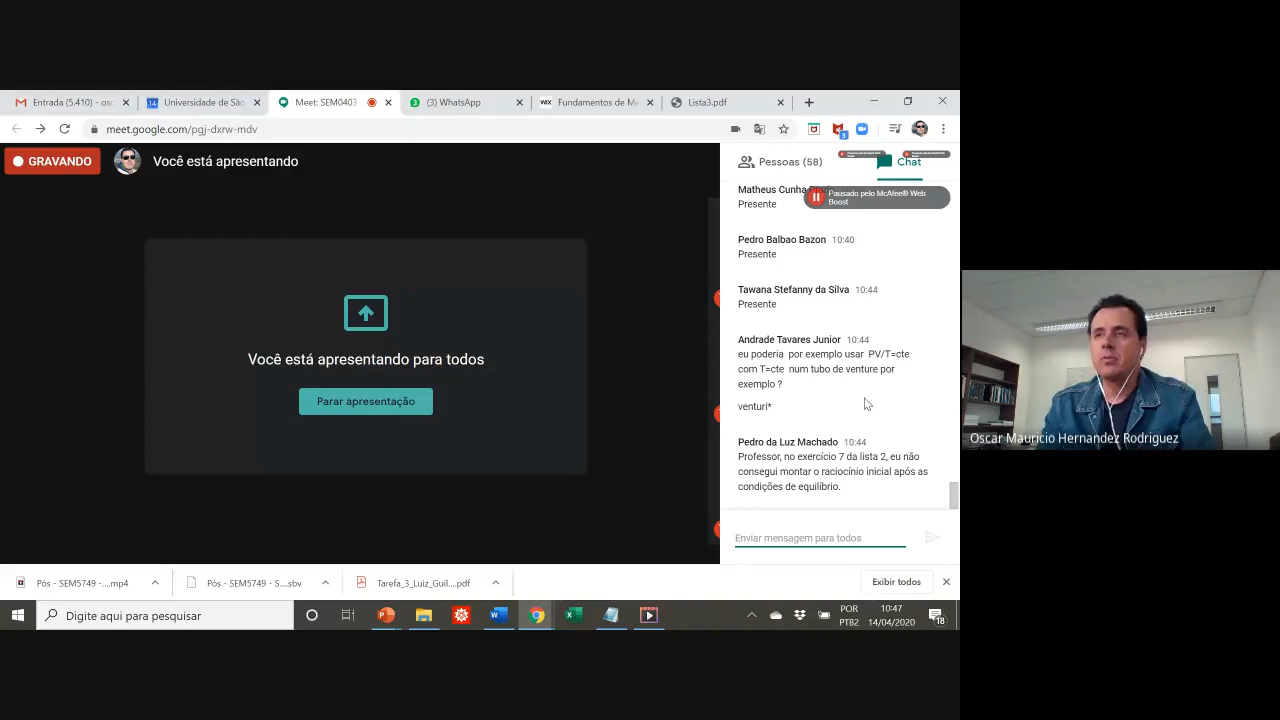 Entrada (5.410) - osc
Universidade de São
Meet: SEM0403
(3) WhatsApp
WIX Fundamentos de Me
Lista3.pdf
meet.google.com/pgj-dxrw-mdv
GRAVANDO
Você está apresentando
Pessoas (58)
Chat
Matheus Cunha
Presente
Pausado pelo McAfee® Web
Boost
Pedro Balbao Bazon 10:40
Presente
Tawana Stefanny da Silva 10:44
Presente
Andrade Tavares Junior 10:44
eu poderia por exemplo usar PV/T=cte
com T=cte num tubo de venture por
exemplo ?
venturi*
Pedro da Luz Machado 10:44
Professor, no exercício 7 da lista 2, eu não
consegui montar o raciocínio inicial após as
condições de equilíbrio.
Você está apresentando para todos
Parar apresentação
Enviar mensagem para todos
Oscar Mauricio Hernandez Rodriguez
Pós - SEM5749 -....mp4
Pós - SEM5749 - S....sbv
Tarefa_3_Luiz_Guil....pdf
Exibir todos
Digite aqui para pesquisar
POR
PTB2
10:47
14/04/2020
18